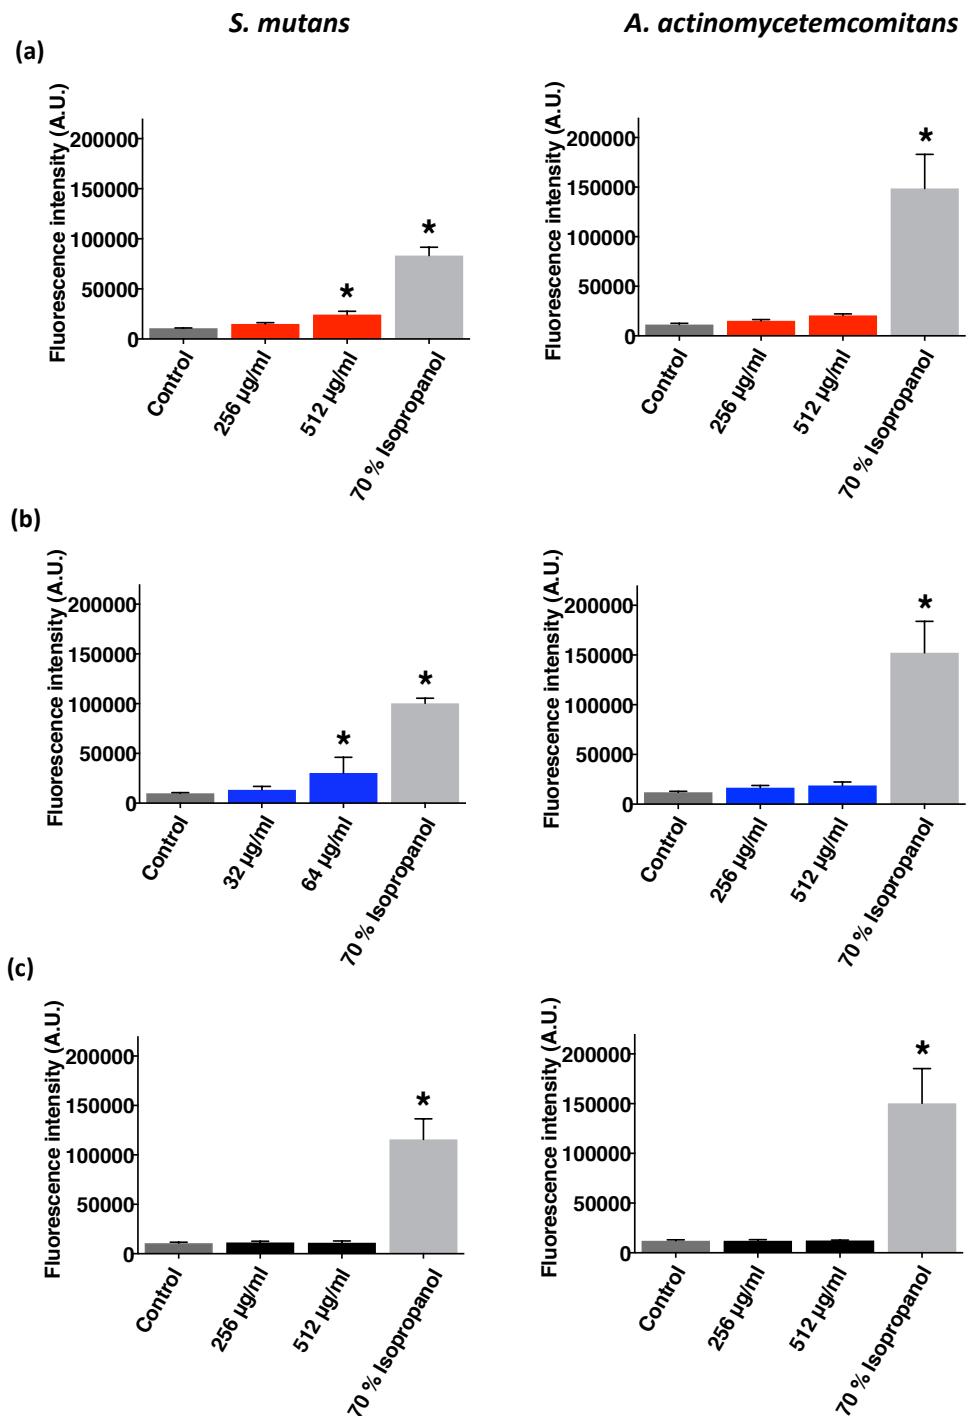 S. mutans
A. actinomycetemcomitans
(a)
Fluorescence intensity (A.U.)
200000
150000
100000
50000
0
*
*
Control
256 µg/ml
512 µg/ml
70 % Isopropanol
Fluorescence intensity (A.U.)
200000
150000
100000
50000
0
*
Control
256 µg/ml
512 µg/ml
70 % Isopropanol
(b)
Fluorescence intensity (A.U.)
200000
150000
100000
50000
0
*
*
Control
32 µg/ml
64 µg/ml
70 % Isopropanol
Fluorescence intensity (A.U.)
200000
150000
100000
50000
0
*
Control
256 µg/ml
512 µg/ml
70 % Isopropanol
(c)
Fluorescence intensity (A.U.)
200000
150000
100000
50000
0
*
Control
256 µg/ml
512 µg/ml
70 % Isopropanol
Fluorescence intensity (A.U.)
200000
150000
100000
50000
0
*
Control
256 µg/ml
512 µg/ml
70 % Isopropanol